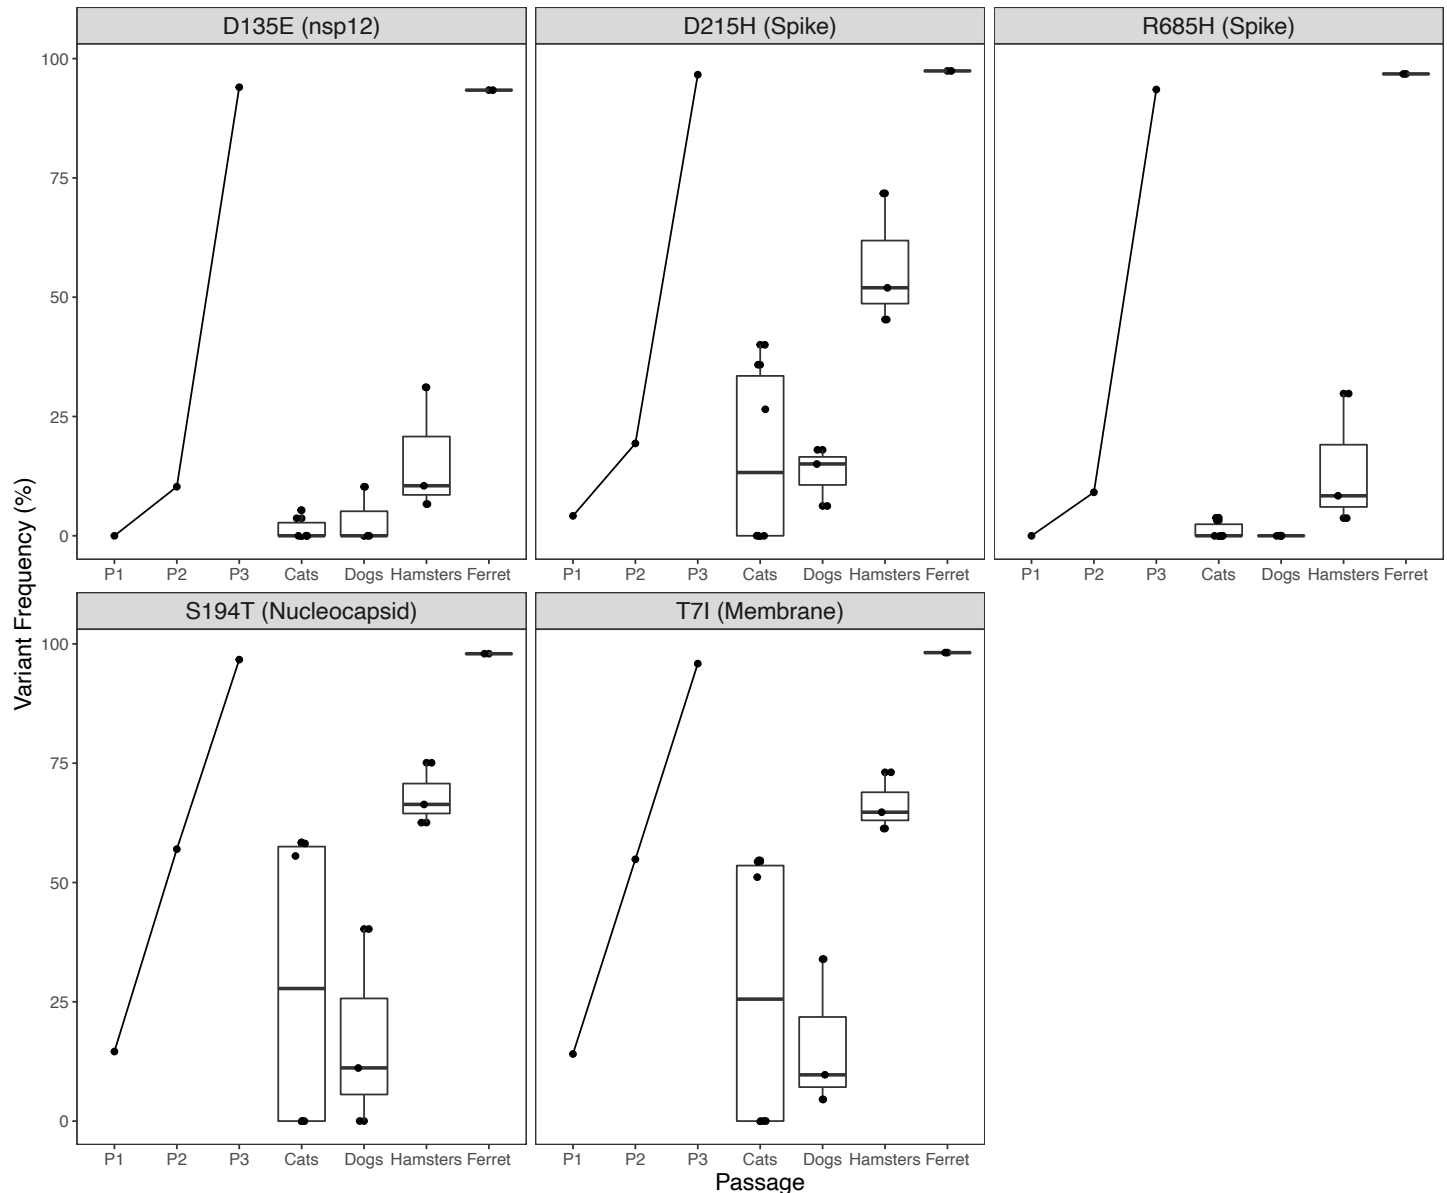 D135E (nsp12)
D215H (Spike)
R685H (Spike)
100
75
50
25
0
P1 P2 P3 Cats Dogs Hamsters Ferret
P1 P2 P3 Cats Dogs Hamsters Ferret
P1 P2 P3 Cats Dogs Hamsters Ferret
Variant Frequency (%)
S194T (Nucleocapsid)
T7I (Membrane)
100
75
50
25
0
P1 P2 P3 Cats Dogs Hamsters Ferret
P1 P2 P3 Cats Dogs Hamsters Ferret
Passage